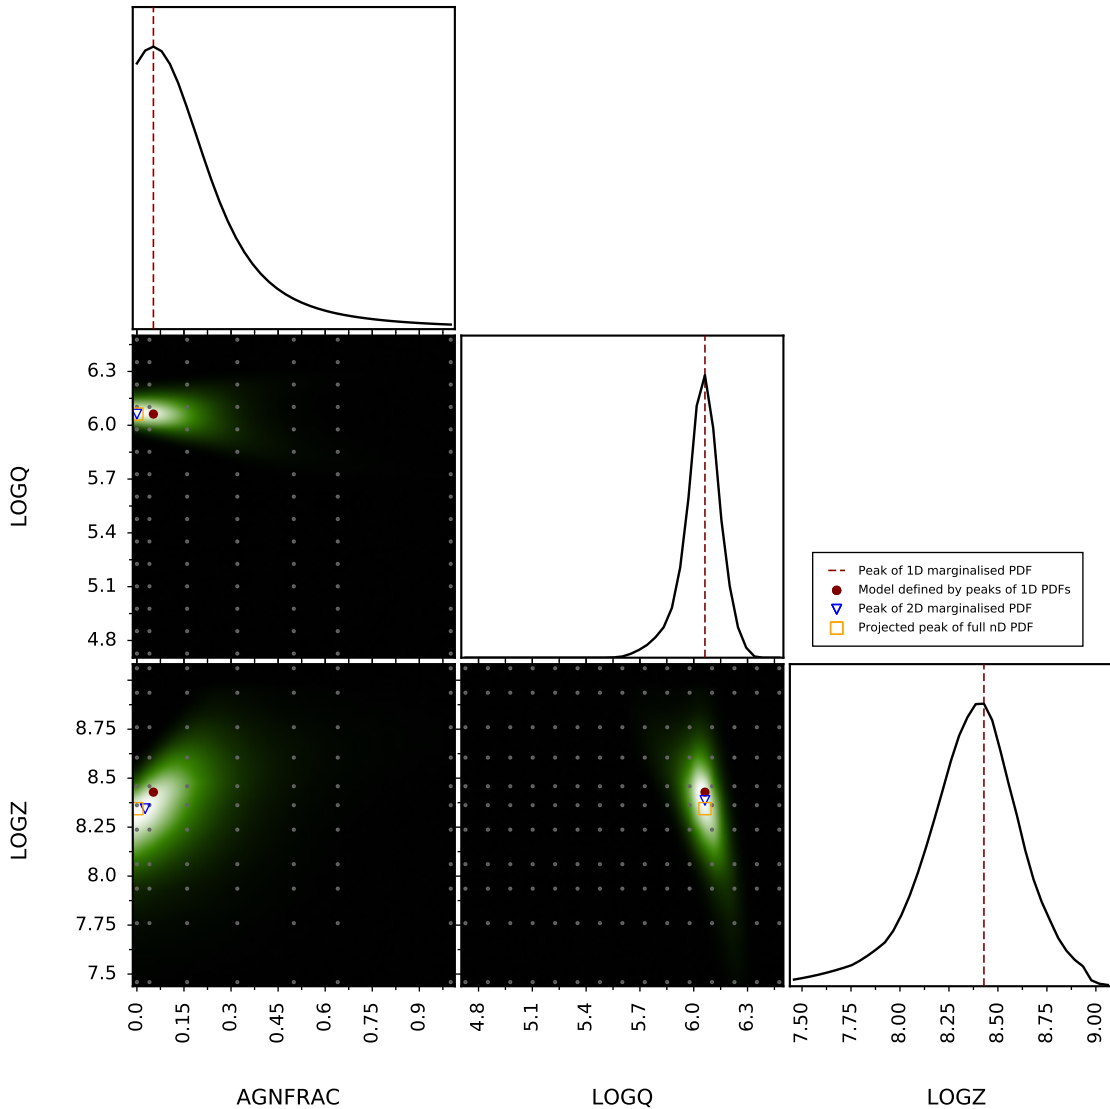 6.3
6.0
5.7
5.4
5.1
4.8
LOGQ
Peak of 1D marginalised PDF
Model defined by peaks of 1D PDFs
Peak of 2D marginalised PDF
Projected peak of full nD PDF
8.75
8.5
8.25
8.0
7.75
7.5
LOGZ
0.0 0.15 0.3 0.45 0.6 0.75 0.9
4.8 5.1 5.4 5.7 6.0 6.3
7.50 7.75 8.00 8.25 8.50 8.75 9.00
AGNFRAC LOGQ LOGZ